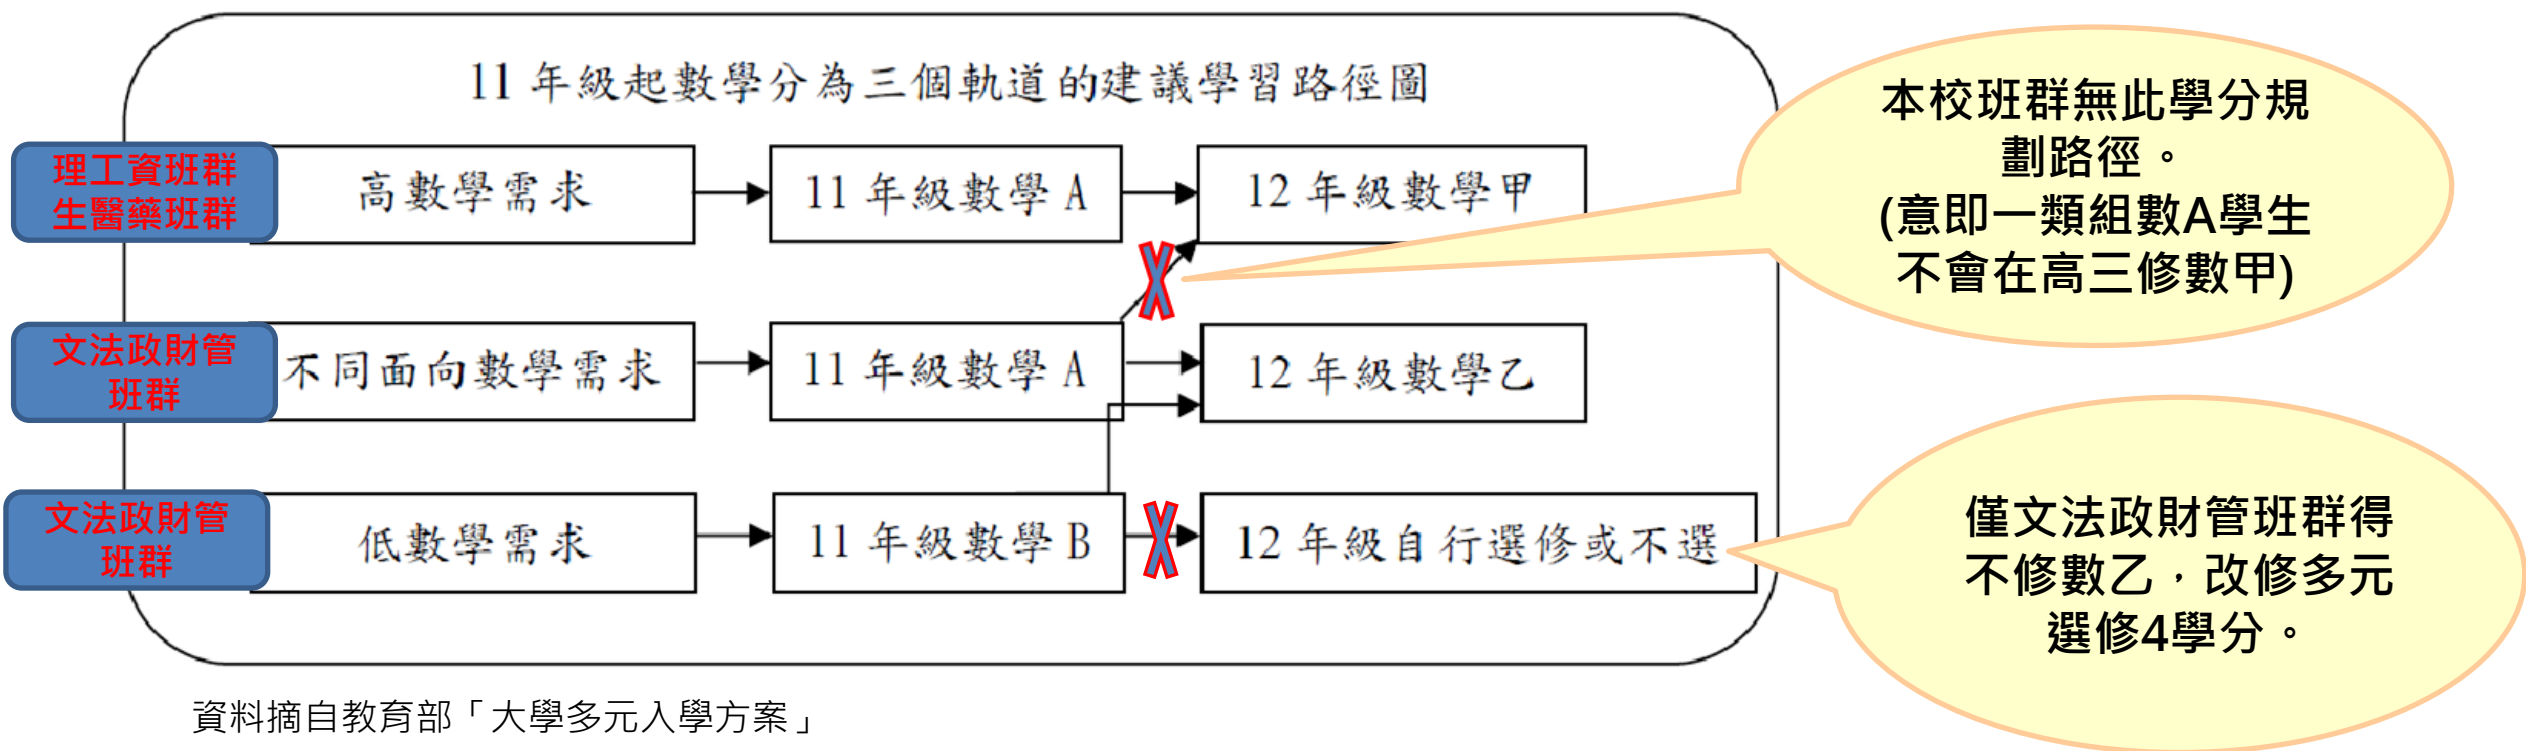 11 年級起數學分為三個軌道的建議學習路徑圖
理工資班群
生醫藥班群
高數學需求
11 年級數學 A
12 年級數學甲
本校班群無此學分規
劃路徑。
(意即一類組數A學生
不會在高三修數甲)
文法政財管
班群
不同面向數學需求
11 年級數學 A
12 年級數學乙
文法政財管
班群
低數學需求
11 年級數學 B
12 年級自行選修或不選
僅文法政財管班群得
不修數乙，改修多元
選修4學分。
資料摘自教育部「大學多元入學方案」